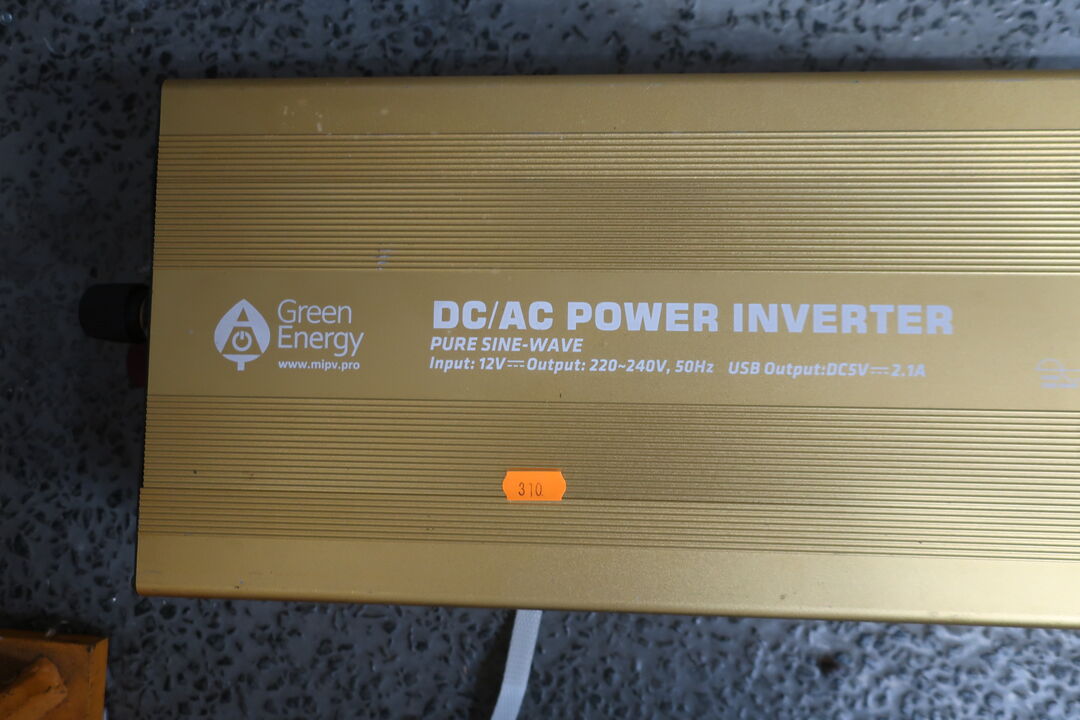 Green
Energy
www.mipv.pro
DC/AC POWER INVERTER
PURE SINE-WAVE
Input: 12V⎓Output: 220~240V, 50Hz USB Output:DC5V⎓2.1A
310